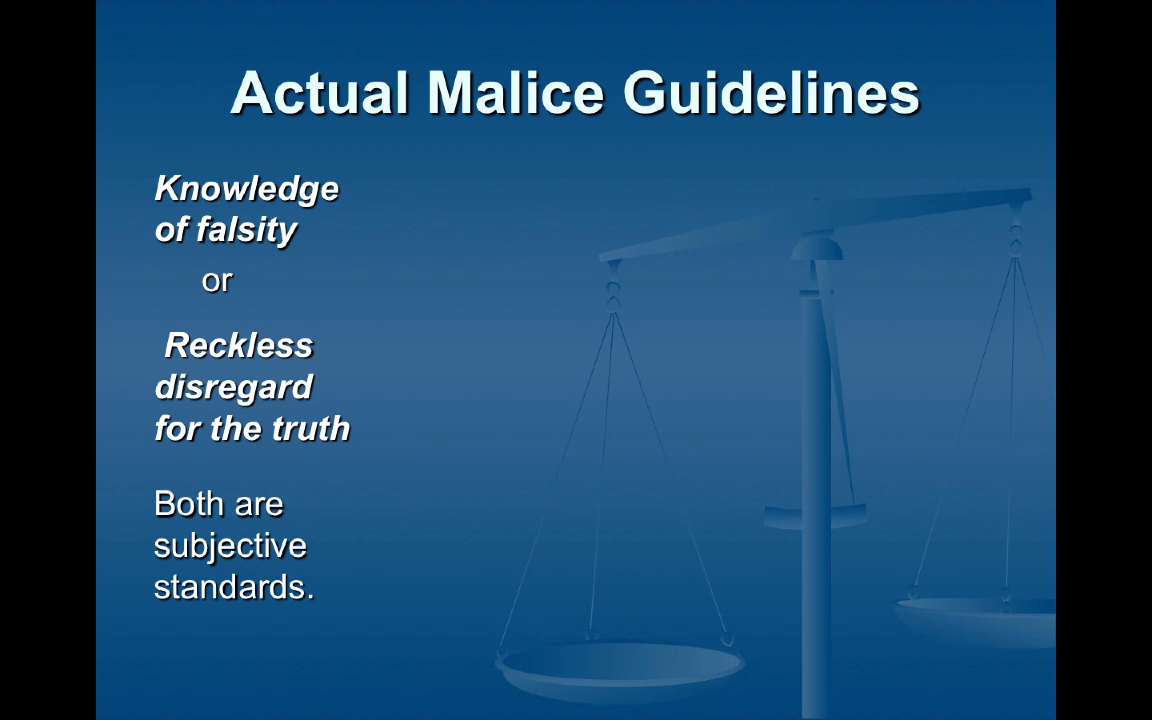 Actual Malice Guidelines
Knowledge
of falsity
or
Reckless
disregard
for the truth
Both are
subjective
standards.